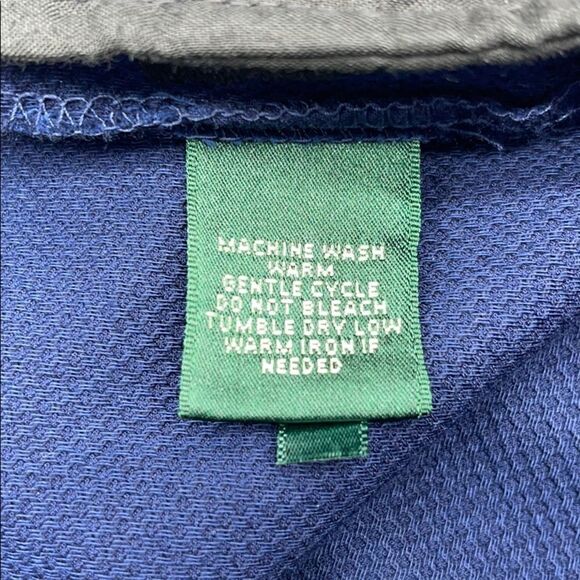 MACHINE WASH
WARM
GENTLE CYCLE
DO NOT BLEACH
TUMBLE DRY LOW
WARM IRON IF
NEEDED